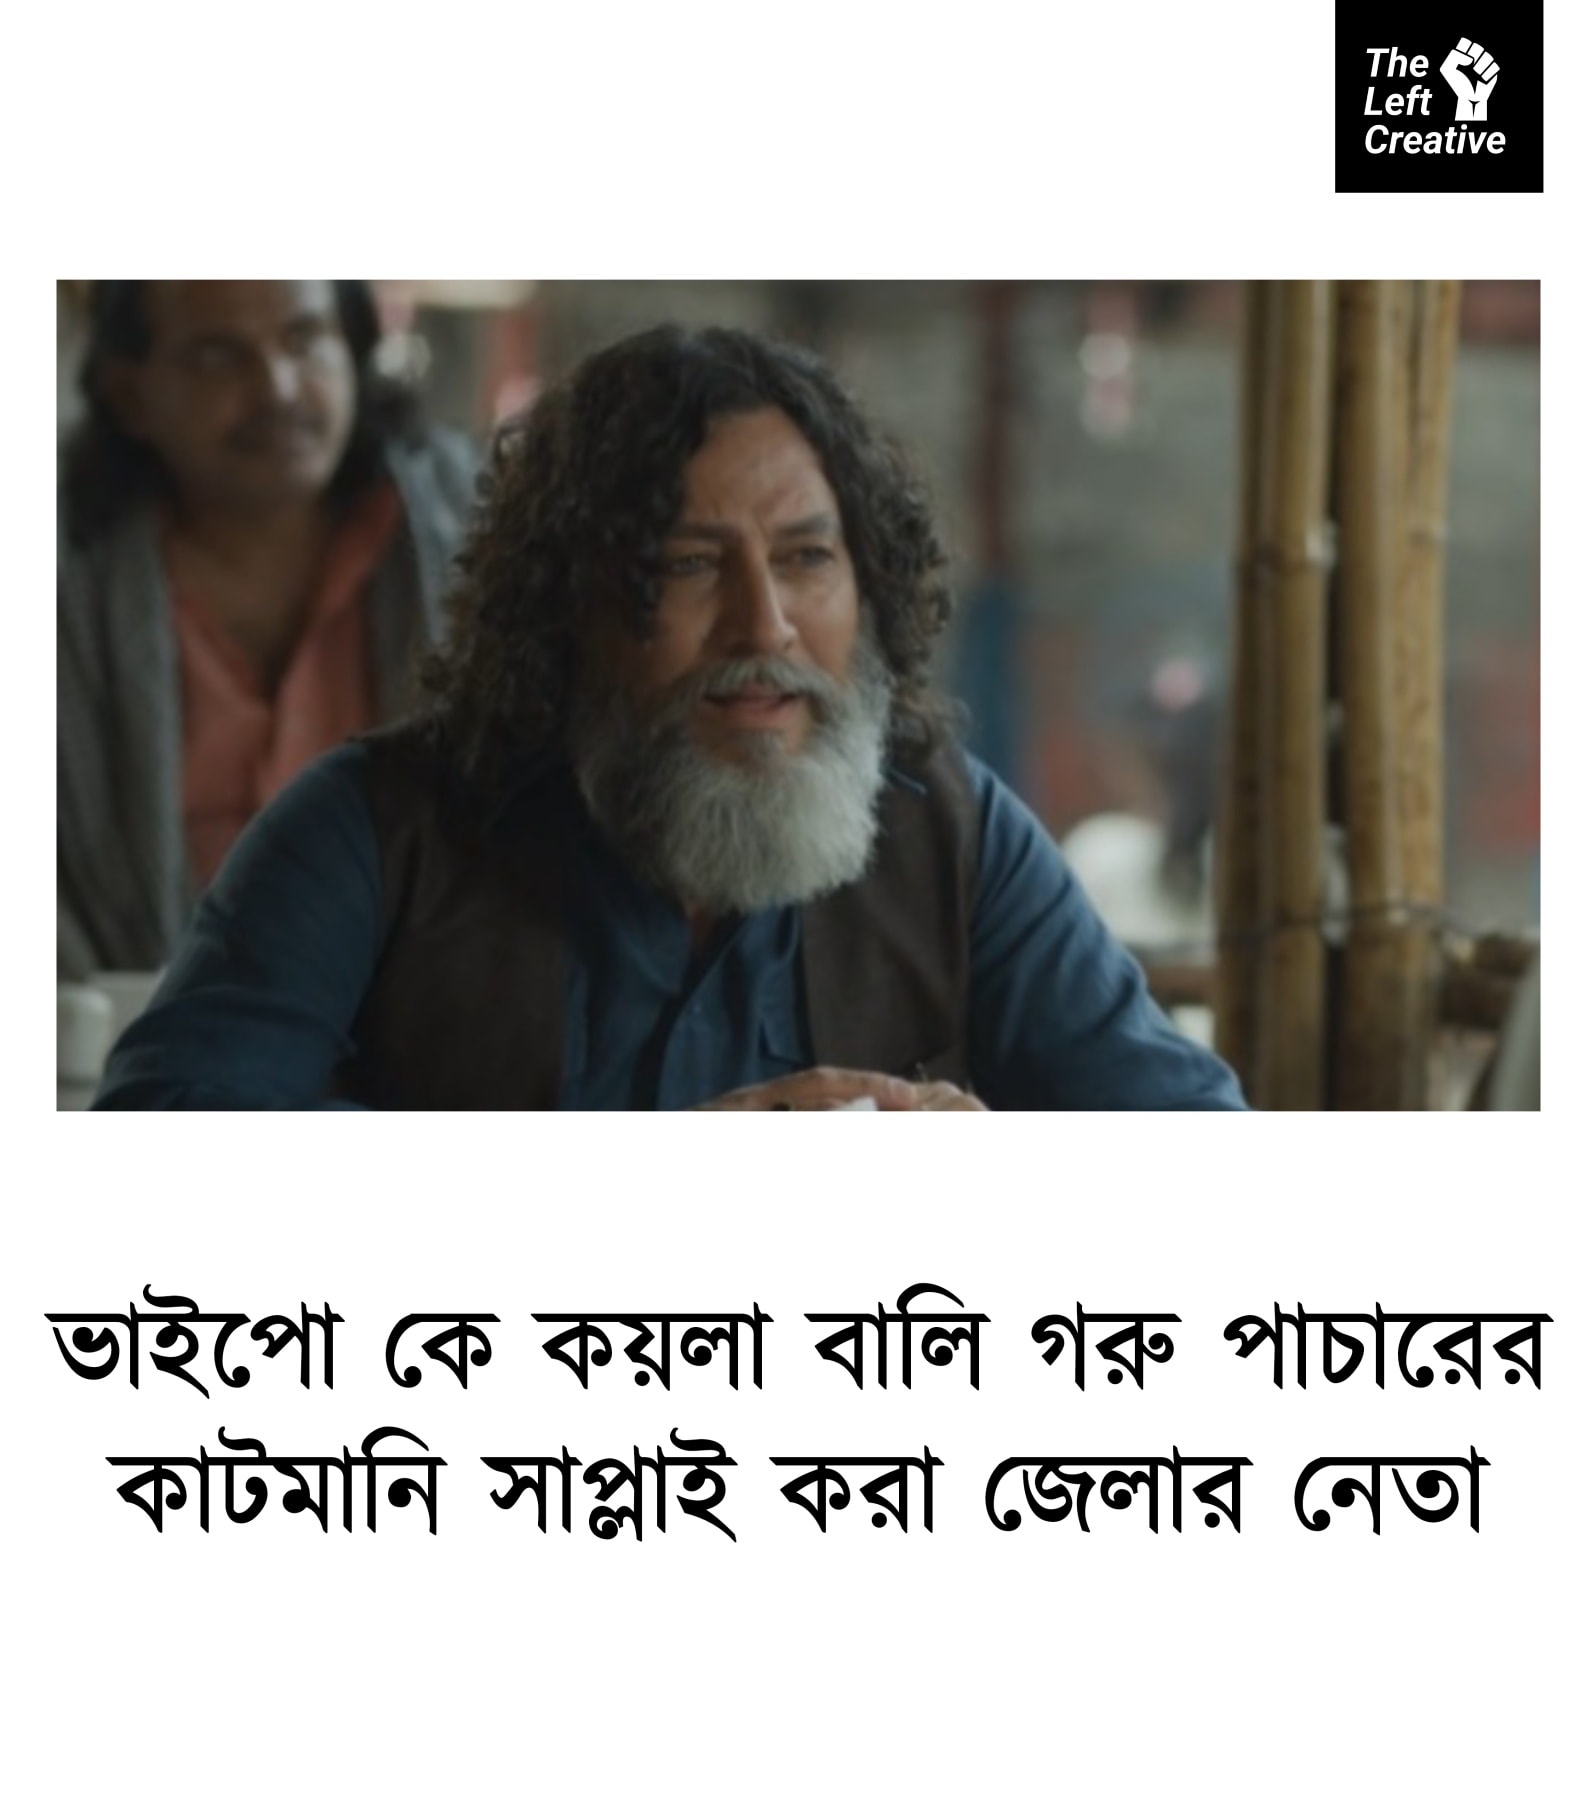 The
Left
Creative
ভাইপো কে কয়লা বালি গরু পাচারের
কাটমানি সাপ্লাই করা জেলার নেতা